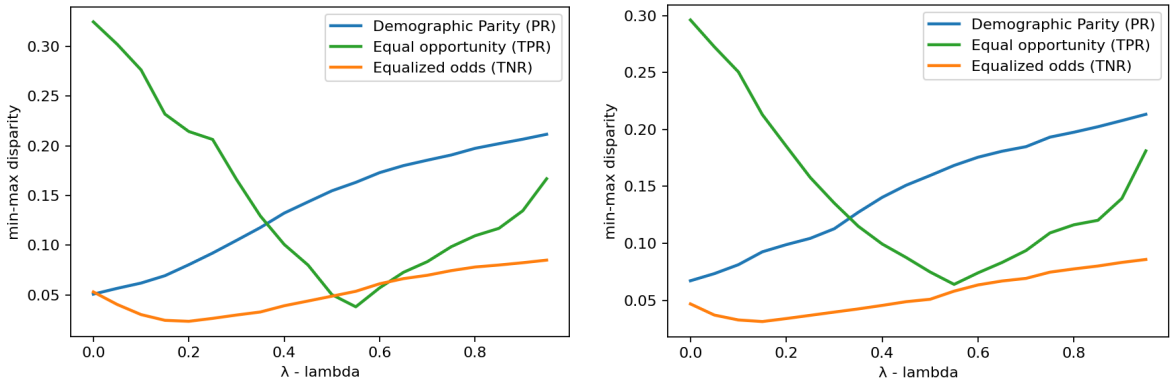 0.30
0.25
0.20
0.15
0.10
0.05
min-max disparity
0.0 0.2 0.4 0.6 0.8
λ - lambda
Demographic Parity (PR)
Equal opportunity (TPR)
Equalized odds (TNR)
0.30
0.25
0.20
0.15
0.10
0.05
min-max disparity
0.0 0.2 0.4 0.6 0.8
λ - lambda
Demographic Parity (PR)
Equal opportunity (TPR)
Equalized odds (TNR)